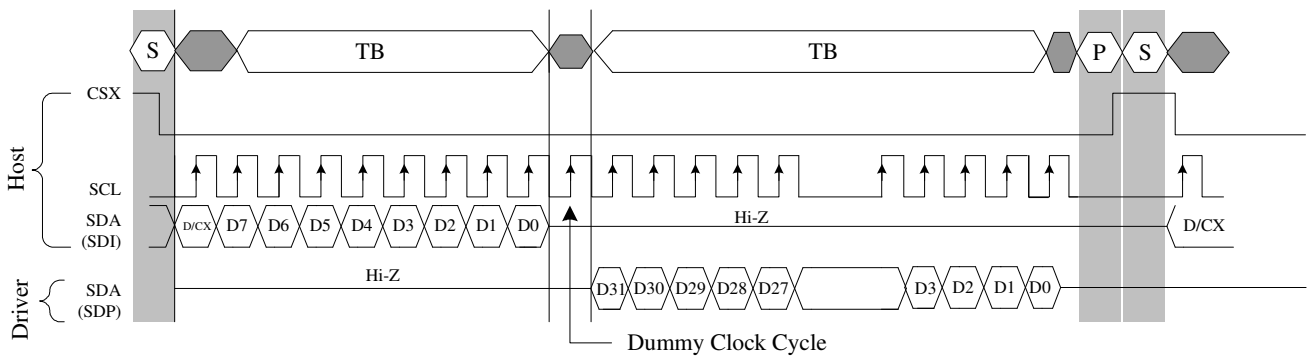 S TB TB P S
CSX
Host
SCL
SDA
(SDI)
D/CX D7 D6 D5 D4 D3 D2 D1 D0 Hi-Z D/CX
Driver
SDA
(SDP)
Hi-Z D31 D30 D29 D28 D27 D3 D2 D1 D0
Dummy Clock Cycle